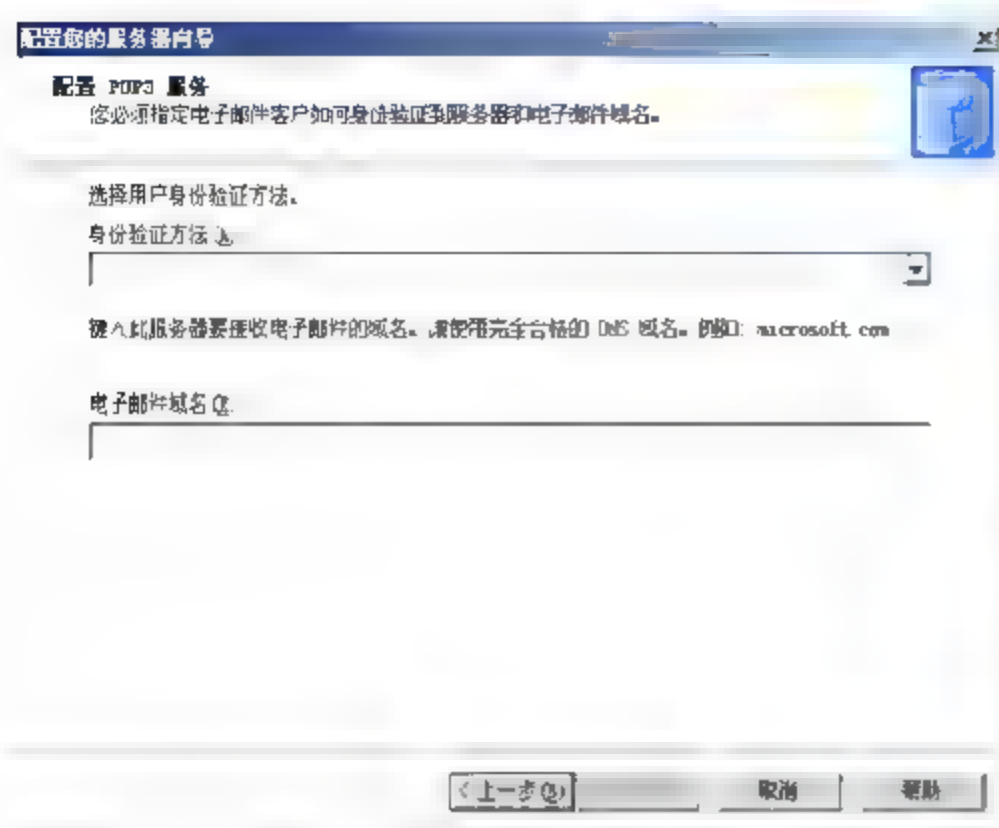 配置您的服务器向导
配置 POP3 服务
您必须指定电子邮件客户如何身份验证到服务器和电子邮件域名。
选择用户身份验证方法。
身份验证方法(A):
键入此服务器要接收电子邮件的域名。请使用完全合格的 DNS 域名。例如: microsoft.com
电子邮件域名(E):
<上一步(B) 取消 帮助